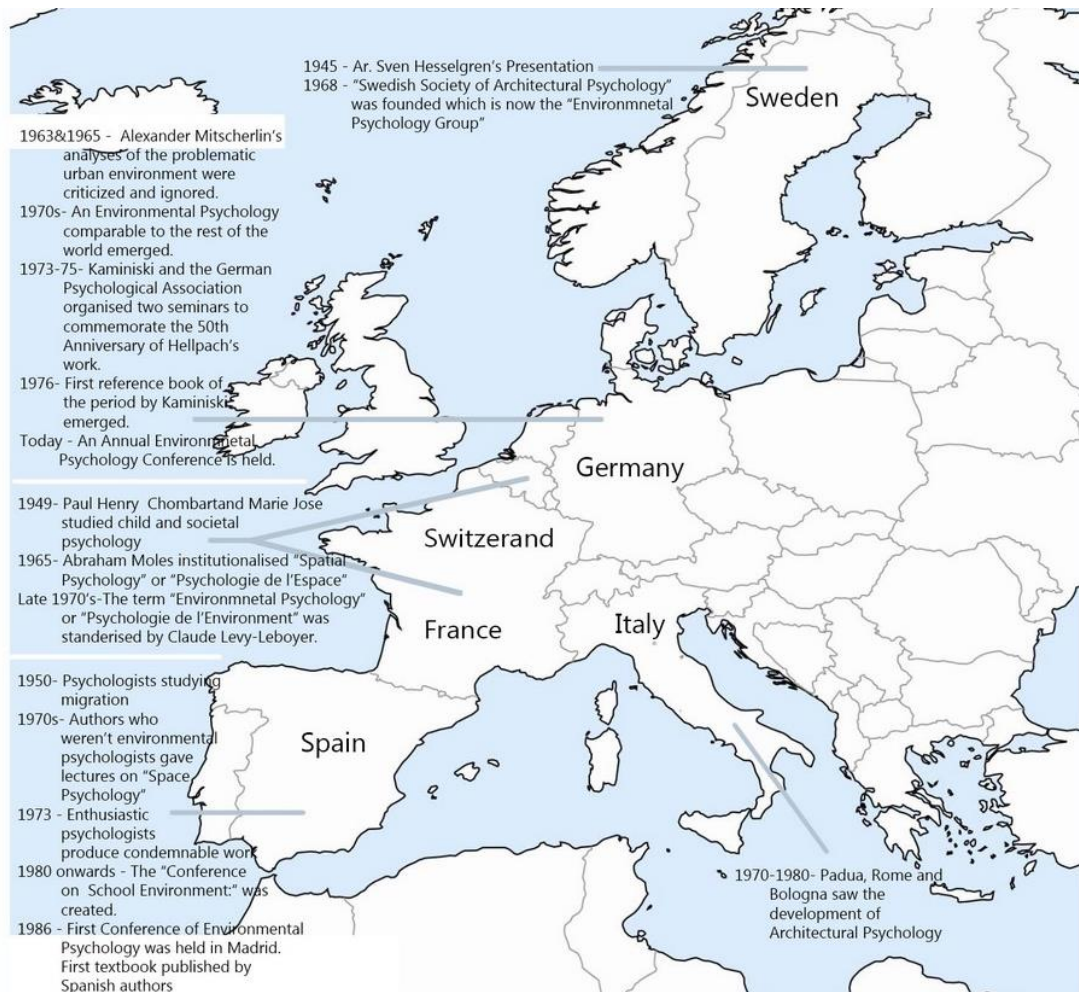 1945 - Ar. Sven Hesselgren's Presentation
1968 - "Swedish Society of Architectural Psychology"
was founded which is now the "Environmnetal
Psychology Group"
Sweden
1963&1965 - Alexander Mitscherlin's
analyses of the problematic
urban environment were
criticized and ignored.
1970s- An Environmental Psychology
comparable to the rest of the
world emerged.
1973-75- Kaminiski and the German
Psychological Association
organised two seminars to
commemorate the 50th
Anniversary of Hellpach's
work.
1976- First reference book of
the period by Kaminiski
emerged.
Today - An Annual Environmnetal
Psychology Conference is held.
Germany
1949- Paul Henry Chombartand Marie Jose
studied child and societal
psychology
1965- Abraham Moles institutionalised "Spatial
Psychology" or "Psychologie de l'Espace"
Late 1970's-The term "Environmnetal Psychology"
or "Psychologie de l'Environment" was
standerised by Claude Levy-Leboyer.
Switzerand
France
Italy
1950- Psychologists studying
migration
1970s- Authors who
weren't environmental
psychologists gave
lectures on "Space
Psychology"
1973 - Enthusiastic
psychologists
produce condemnable work
1980 onwards - The "Conference
on School Environment:" was
created.
1986 - First Conference of Environmental
Psychology was held in Madrid.
First textbook published by
Spanish authors
Spain
1970-1980- Padua, Rome and
Bologna saw the
development of
Architectural Psychology